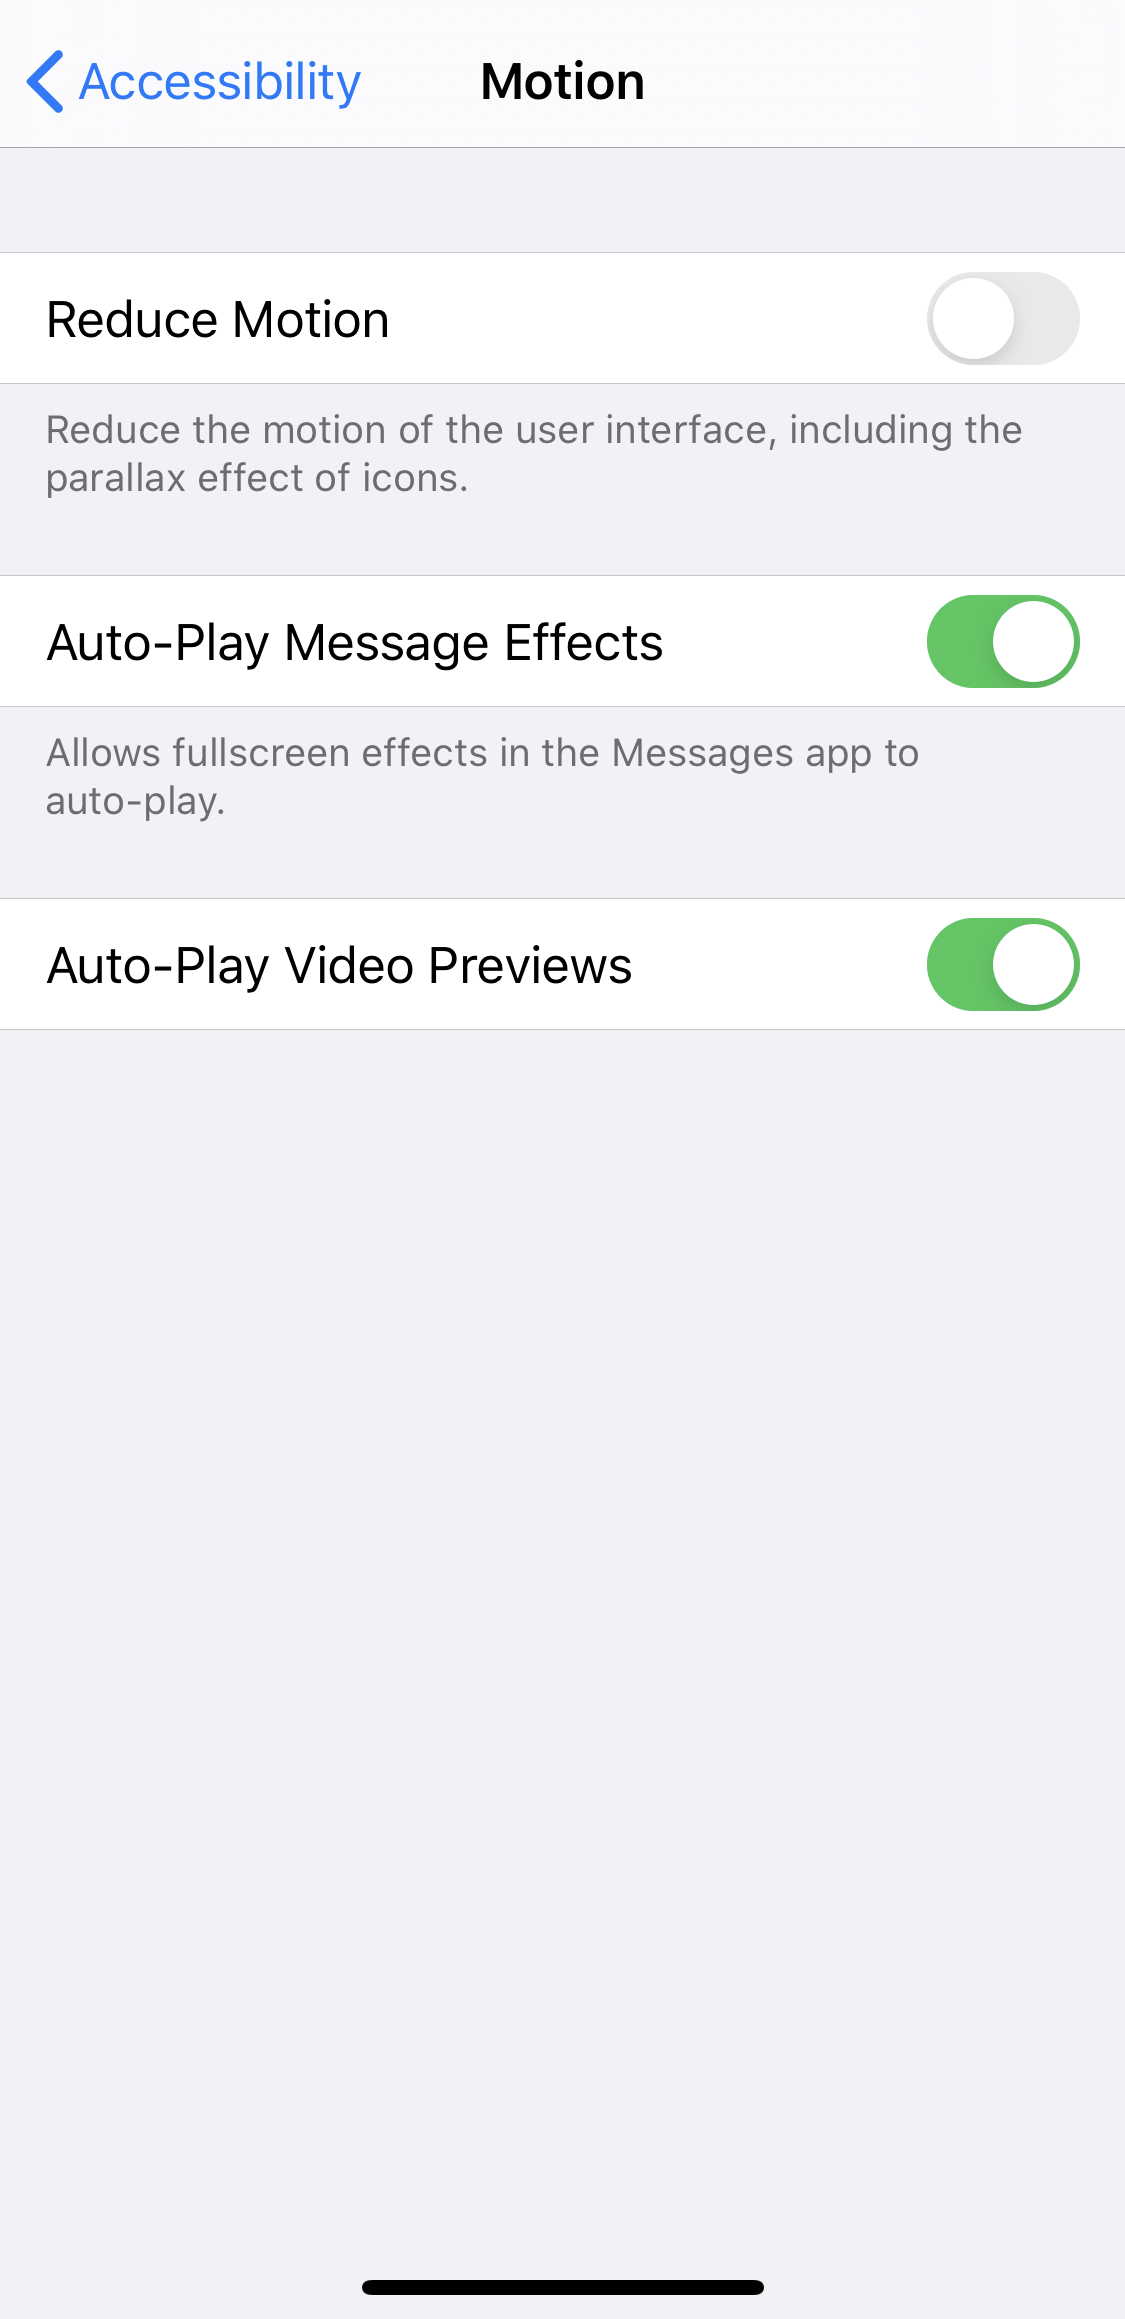 Accessibility Motion
Reduce Motion
Reduce the motion of the user interface, including the
parallax effect of icons.
Auto-Play Message Effects
Allows fullscreen effects in the Messages app to
auto-play.
Auto-Play Video Previews